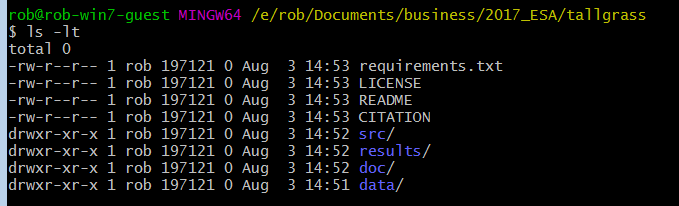 rob@rob-win7-guest MINGW64 /e/rob/Documents/business/2017_ESA/tallgrass
$ ls -lt
total 0
-rw-r--r-- 1 rob 197121 0 Aug  3 14:53 requirements.txt
-rw-r--r-- 1 rob 197121 0 Aug  3 14:53 LICENSE
-rw-r--r-- 1 rob 197121 0 Aug  3 14:53 README
-rw-r--r-- 1 rob 197121 0 Aug  3 14:53 CITATION
drwxr-xr-x 1 rob 197121 0 Aug  3 14:52 src/
drwxr-xr-x 1 rob 197121 0 Aug  3 14:52 results/
drwxr-xr-x 1 rob 197121 0 Aug  3 14:52 doc/
drwxr-xr-x 1 rob 197121 0 Aug  3 14:51 data/